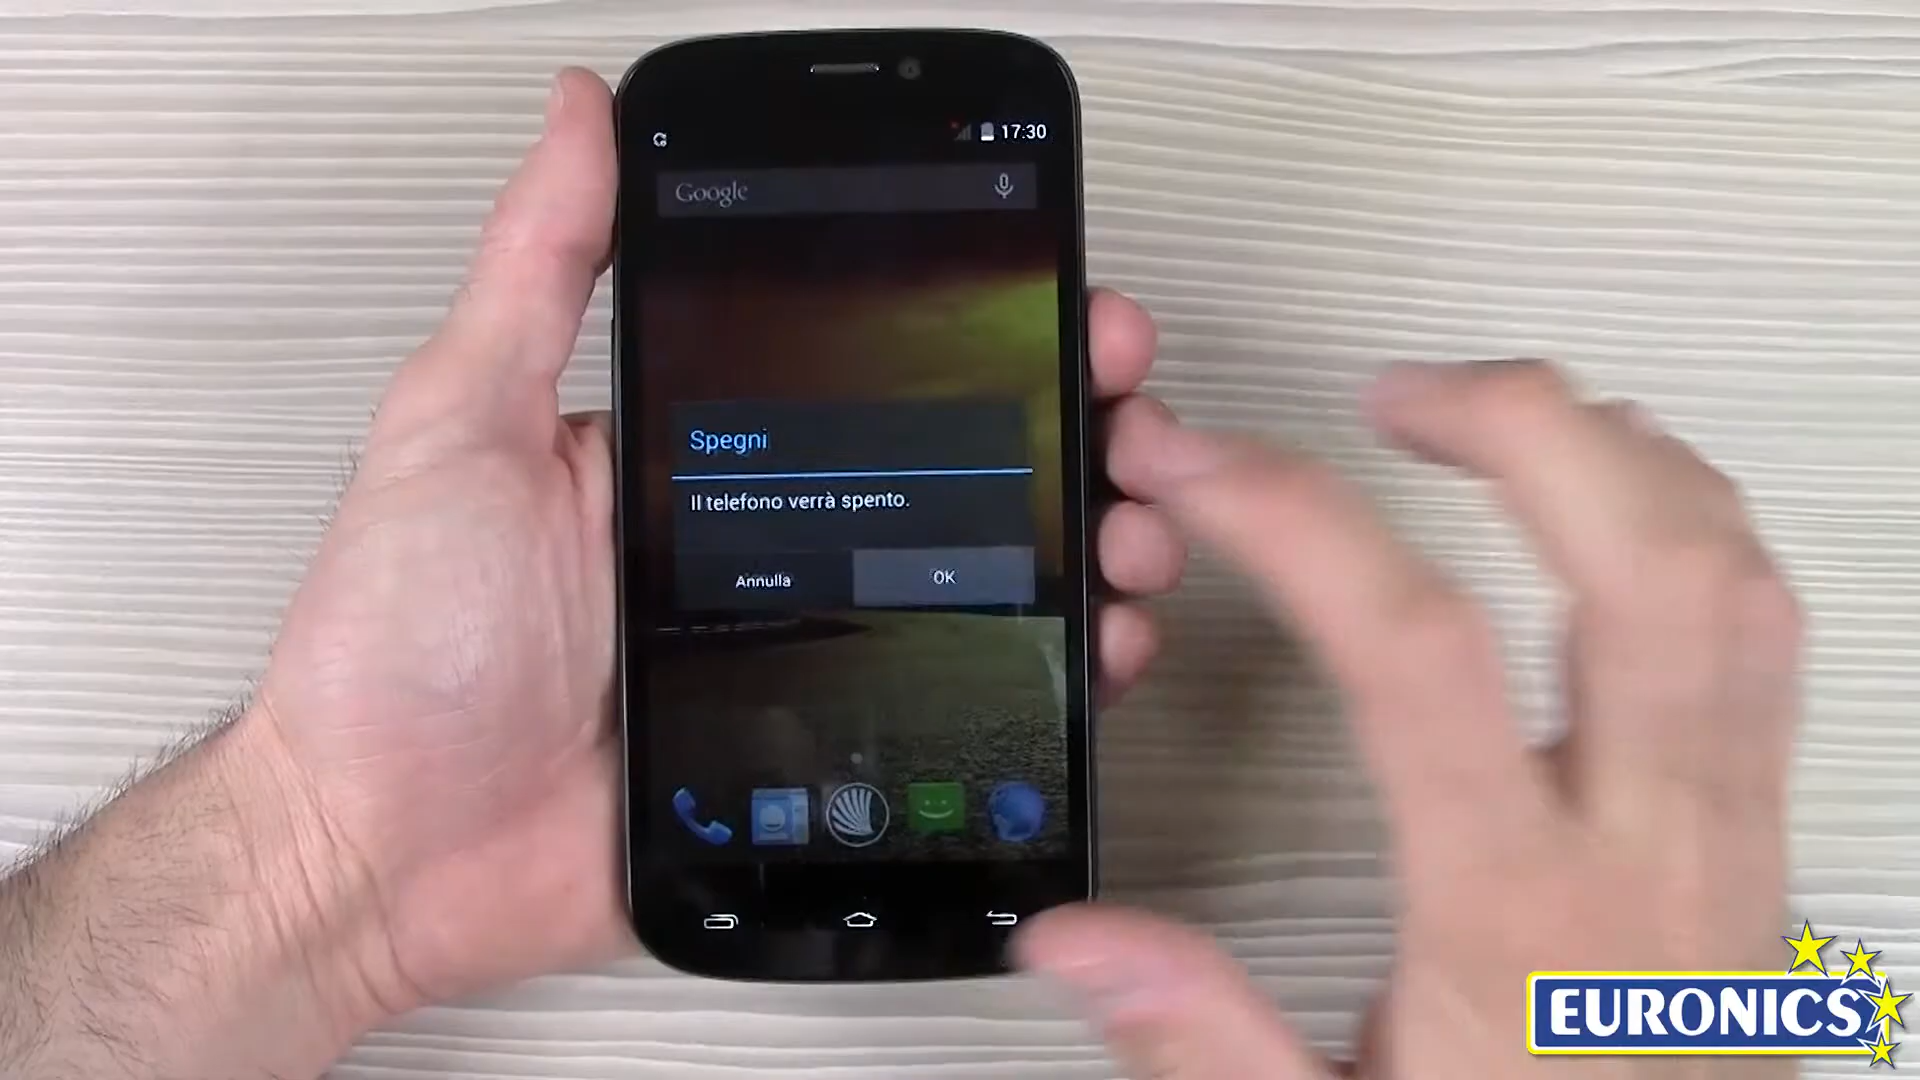 17:30
Google
Spegni
Il telefono verrà spento.
Annulla
OK
EURONICS